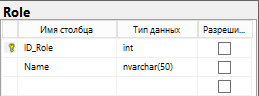 Role
Имя столбца Тип данных Разреши...
ID_Role int
Name nvarchar(50)